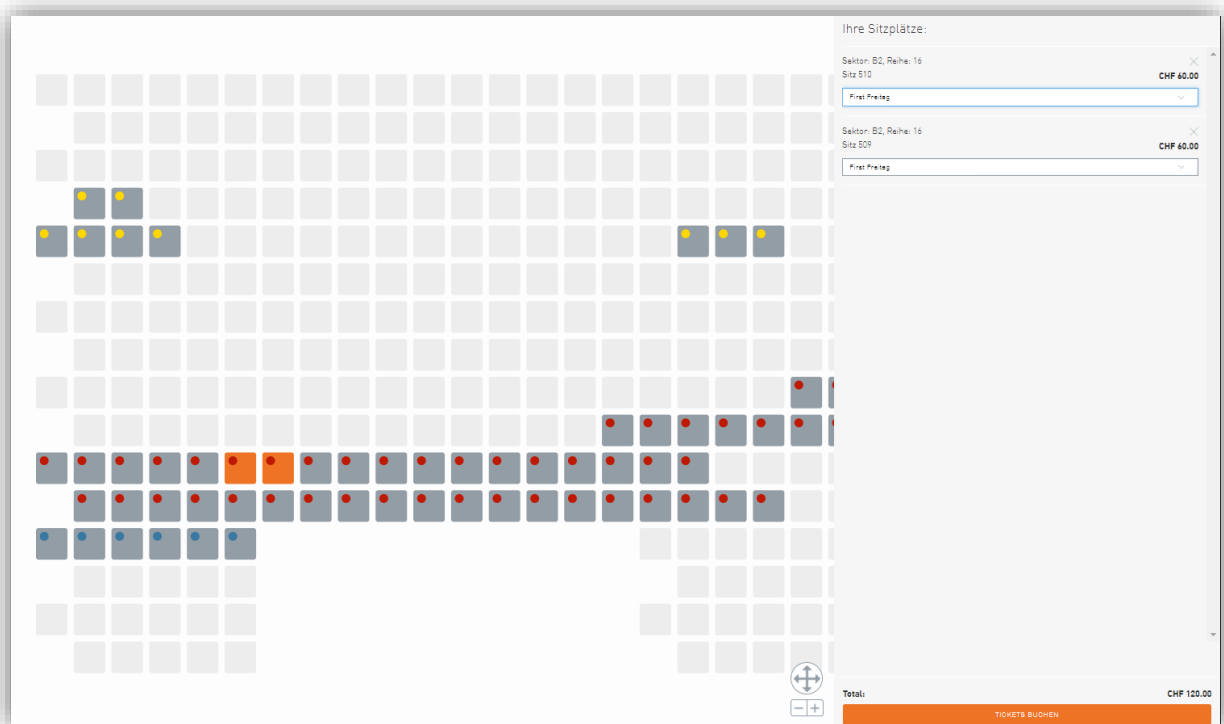 Ihre Sitzplätze:
Sektor: B2, Reihe: 16
Sitz 510 CHF 60.00
First Freitag
Sektor: B2, Reihe: 16
Sitz 509 CHF 60.00
First Freitag
Total: CHF 120.00
TICKETS BUCHEN